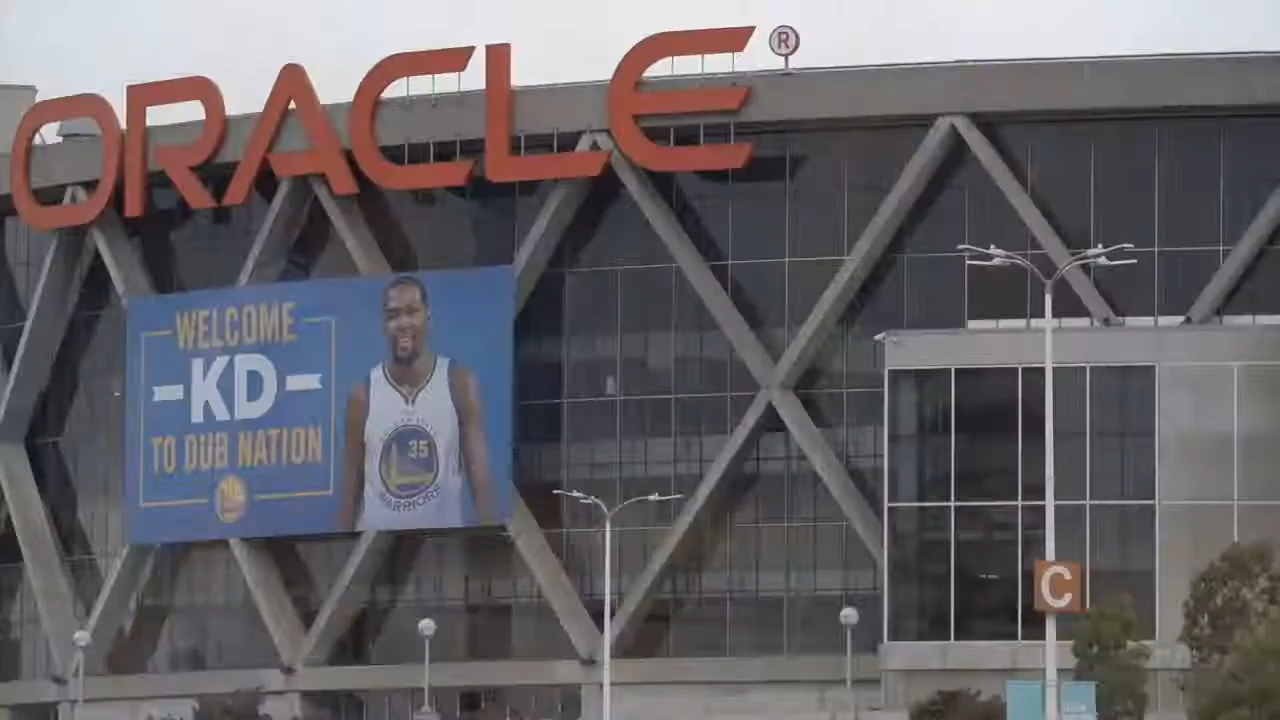 ORACLE
®
WELCOME
-KD-
TO DUB NATION
35
WARRIORS
C